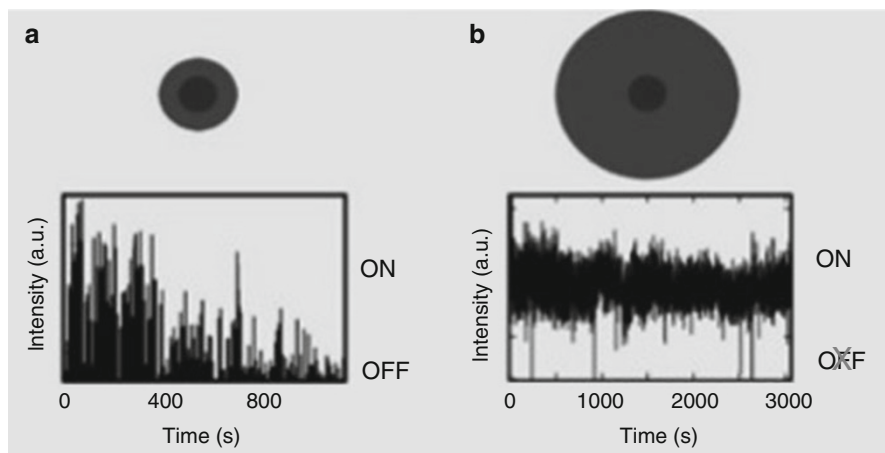 a
Intensity (a.u.)
ON
OFF
0 400 800
Time (s)
b
Intensity (a.u.)
ON
OFF
0 1000 2000 3000
Time (s)